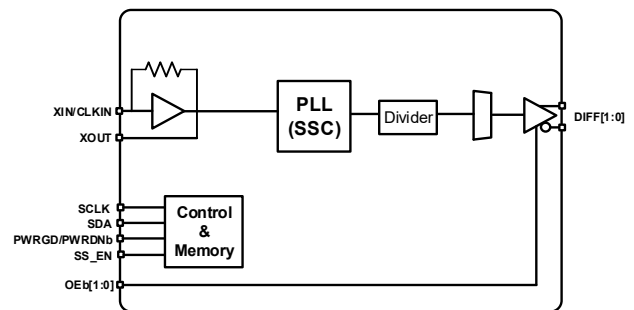 XIN/CLKIN
XOUT
PLL
(SSC)
Divider
DIFF[1:0]
SCLK
SDA
PWRGD/PWRDNb
SS_EN
Control
&
Memory
OEb[1:0]